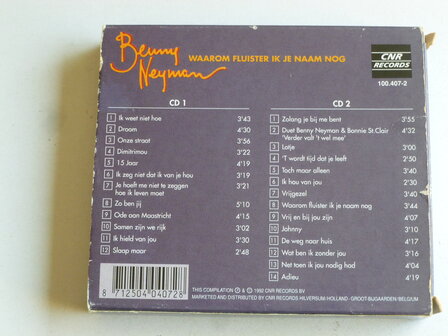 Benny
Neyman
WAAROM FLUISTER IK JE NAAM NOG
CNR
RECORDS
100.407-2
CD 1
1 Ik weet niet hoe 3'43
2 Droom 4'30
3 Onze straat 3'56
4 Dimitrimou 3'22
5 15 Jaar 4'19
6 Ik zeg niet dat ik van je hou 3'19
7 Je hoeft me niet te zeggen 3'21
hoe ik leven moet
8 Zo ben jij 5'10
9 Ode aan Maastricht 3'15
10 Samen zijn we rijk 3'02
11 Ik hield van jou 3'30
12 Slaap maar 2'48
CD 2
1 Zolang je bij me bent 3'55
2 Duet Benny Neyman & Bonnie St. Clair 4'32
'Verder valt 't wel mee'
3 Lotje 3'00
4 'T wordt tijd dat je leeft 3'50
5 Toch maar alleen 3'40
6 Ik hou van jou 2'30
7 Vrijgezel 3'40
8 Waarom fluister ik je naam nog 3'44
9 Vrij en bij jou zijn 4'07
10 Johnny 3'10
11 De weg naar huis 4'17
12 Wat ben ik zonder jou 3'16
13 Net toen ik jou nodig had 4'04
14 Adieu 4'19
8 712504 040728
THIS COMPILATION ℗ & © 1992 CNR RECORDS BV
MARKETED AND DISTRIBUTED BY CNR RECORDS HILVERSUM/HOLLAND - GROOT-BIJGAARDEN/BELGIUM